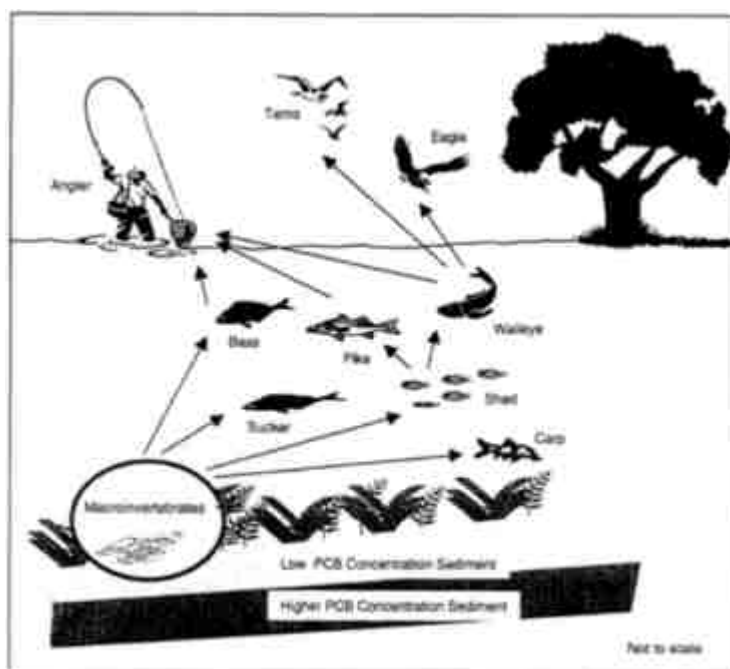 Terns
Eagle
Angler
Bass
Pike
Walleye
Shad
Sucker
Carp
Macroinvertebrates
Low PCB Concentration Sediment
Higher PCB Concentration Sediment
Not to scale